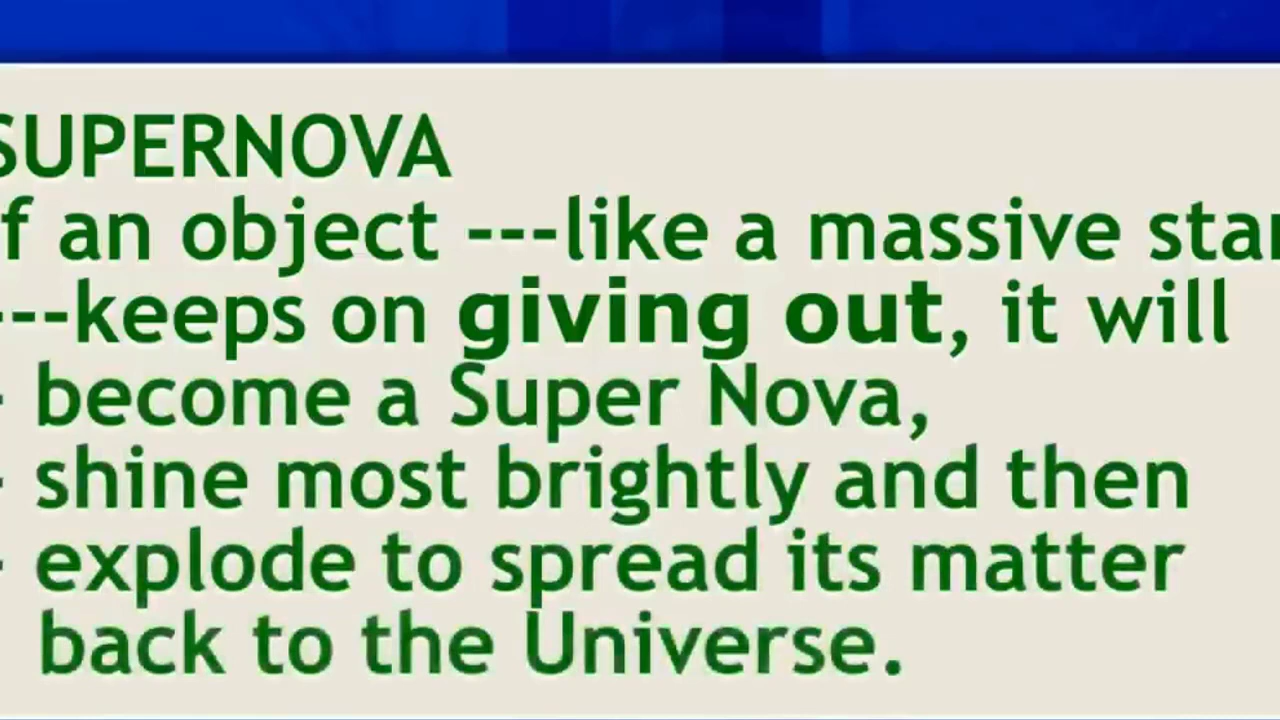 SUPERNOVA
f an object ---like a massive star
---keeps on giving out, it will
- become a Super Nova,
- shine most brightly and then
- explode to spread its matter
back to the Universe.